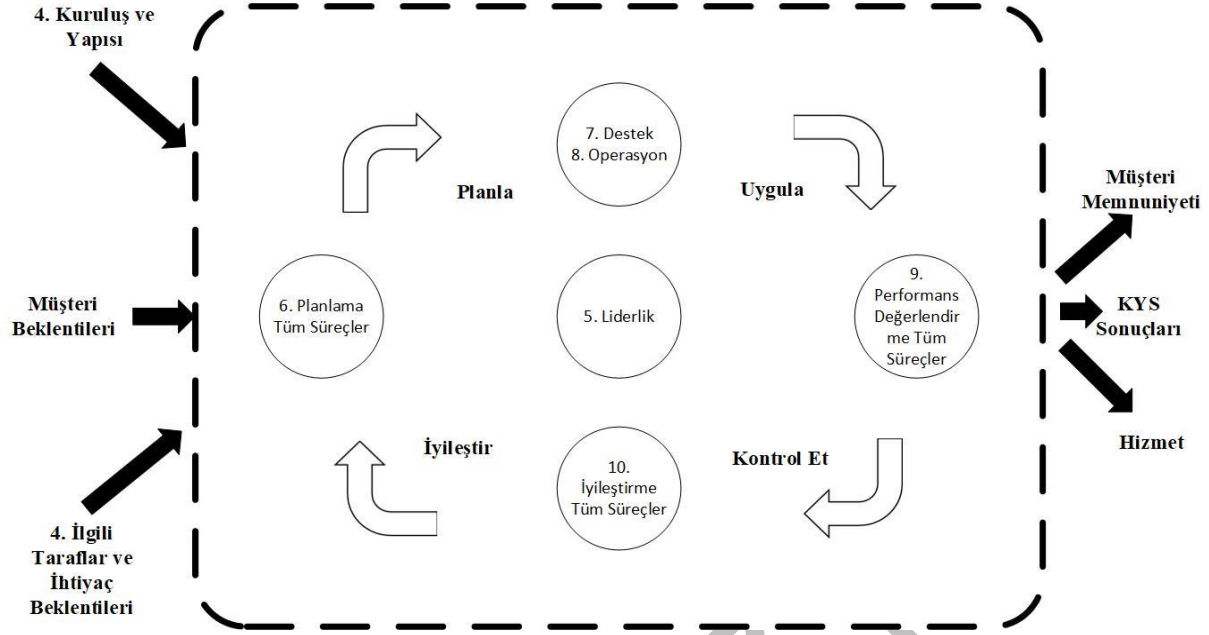 4. Kuruluş ve
Yapısı
7. Destek
8. Operasyon
Planla
Uygula
Müşteri
Memnuniyeti
Müşteri
Beklentileri
6. Planlama
Tüm Süreçler
5. Liderlik
9.
Performans
Değerlendir
me Tüm
Süreçler
KYS
Sonuçları
İyileştir
Kontrol Et
Hizmet
10.
İyileştirme
Tüm Süreçler
4. İlgili
Taraflar ve
İhtiyaç
Beklentileri